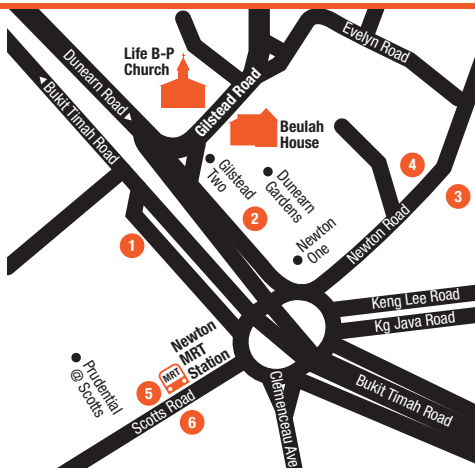 Life B-P
Church
Evelyn Road
Dunearn Road
Bukit Timah Road
Gilstead Road
Beulah
House
Gilstead
Two
Dunearn
Gardens
Newton
One
Newton Road
1
2
3
4
Keng Lee Road
Kg Java Road
Newton
MRT
Station
MRT
Prudential
@ Scotts
5
6
Scotts Road
Clemenceau Ave
Bukit Timah Road